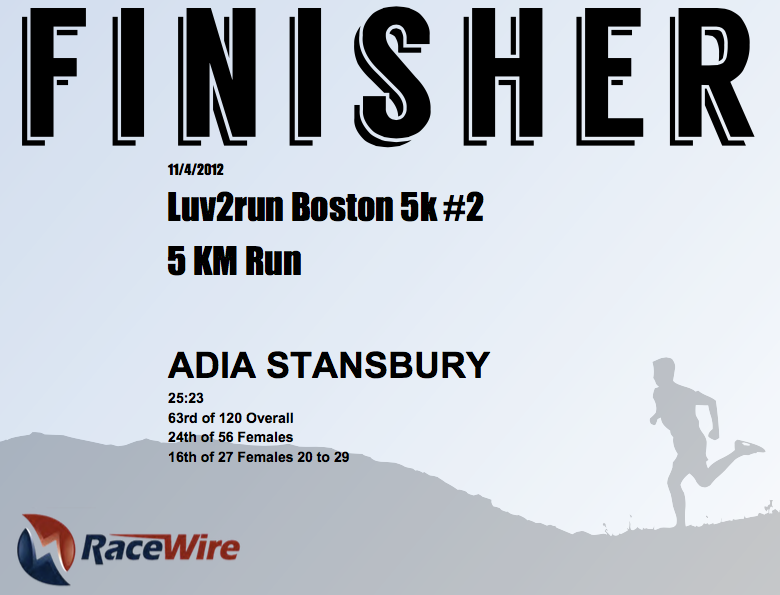 FINISHER
11/4/2012
Luv2run Boston 5k #2
5 KM Run
ADIA STANSBURY
25:23
63rd of 120 Overall
24th of 56 Females
16th of 27 Females 20 to 29
RaceWire